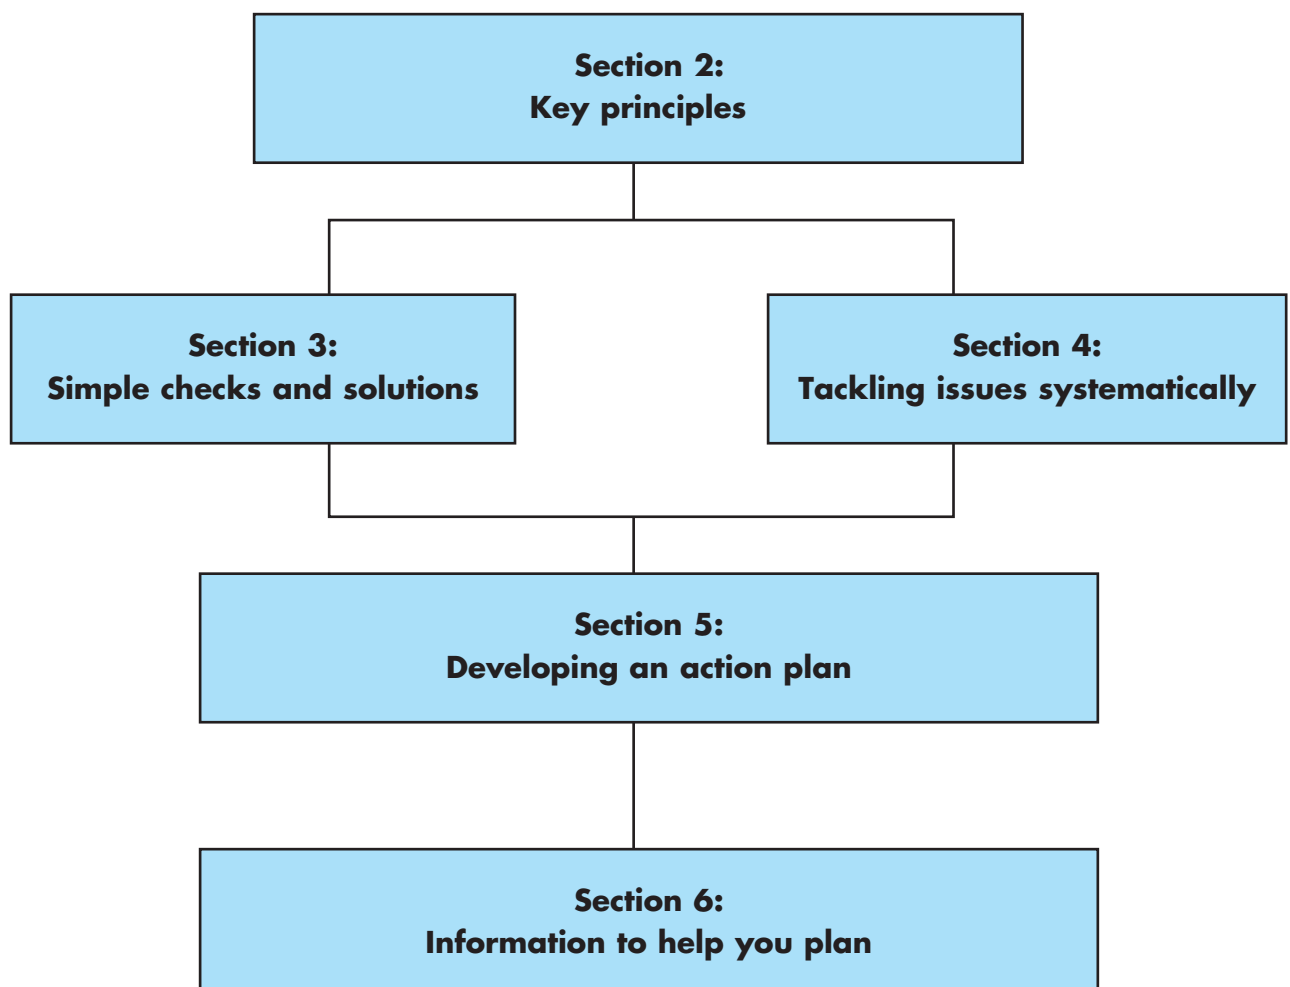 Section 2:
Key principles
Section 3:
Simple checks and solutions
Section 4:
Tackling issues systematically
Section 5:
Developing an action plan
Section 6:
Information to help you plan